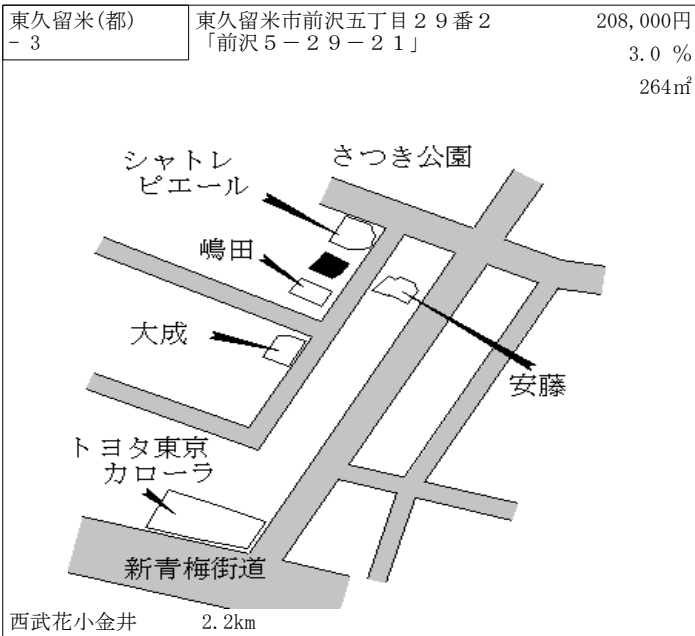 東久留米(都)
- 3
東久留米市前沢五丁目２９番２
「前沢５－２９－２１」
208,000円
3.0 %
264㎡
シャトレ
ピエール
さつき公園
嶋田
大成
安藤
トヨタ東京
カローラ
新青梅街道
西武花小金井 2.2km